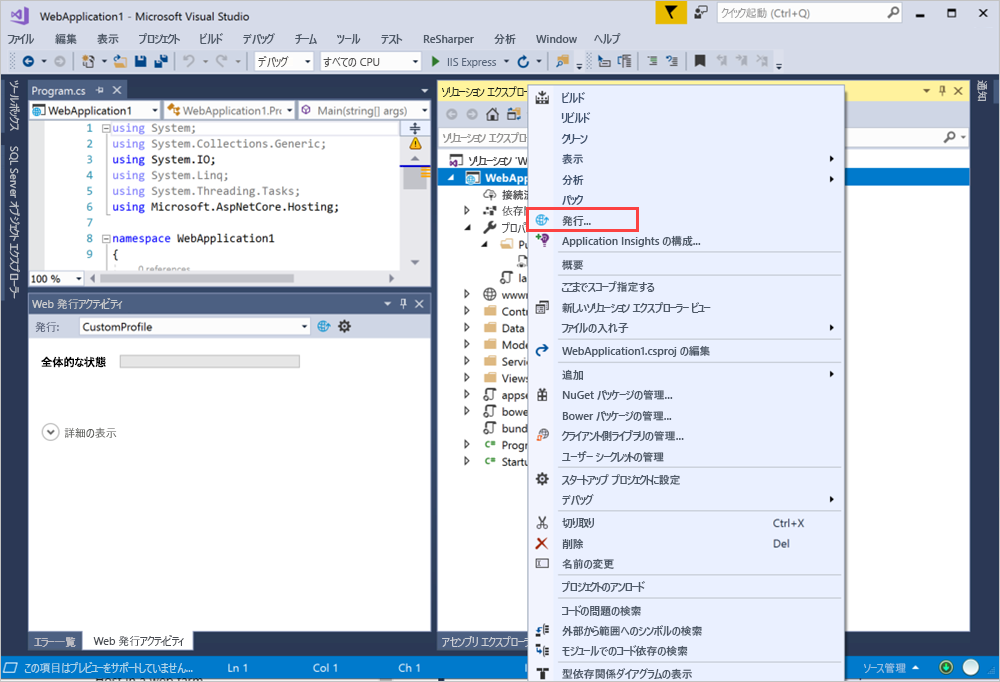 WebApplication1 - Microsoft Visual Studio
クイック起動 (Ctrl+Q)
ファイル 編集 表示 プロジェクト ビルド デバッグ チーム ツール テスト ReSharper 分析 Window ヘルプ
デバッグ すべての CPU IIS Express
ツールボックス
SQL Server オブジェクト エクスプローラー
Program.cs
WebApplication1 WebApplication1.Pr Main(string[] args)
1 using System;
2 using System.Collections.Generic;
3 using System.IO;
4 using System.Linq;
5 using System.Threading.Tasks;
6 using Microsoft.AspNetCore.Hosting;
7
8 namespace WebApplication1
9 {
0 references
100 %
Web 発行アクティビティ
発行: CustomProfile
全体的な状態
詳細の表示
エラー一覧 Web 発行アクティビティ
ソリューション エクスプロー
ソリューション エクスプロ
ソリューション 'W
WebApp
接続済
依存関
プロパ
Pu
la
www
Contr
Data
Mode
Servic
Views
appse
bowe
bund
Progr
Startu
アセンブリ エクスプローラ
通知
ビルド
リビルド
クリーン
表示
分析
パック
発行...
Application Insights の構成...
概要
ここまでスコープ指定する
新しいソリューション エクスプローラー ビュー
ファイルの入れ子
WebApplication1.csproj の編集
追加
NuGet パッケージの管理...
Bower パッケージの管理...
クライアント側ライブラリの管理...
ユーザー シークレットの管理
スタートアップ プロジェクトに設定
デバッグ
切り取り Ctrl+X
削除 Del
名前の変更
プロジェクトのアンロード
コードの問題の検索
外部から範囲へのシンボルの検索
モジュールでのコード依存の検索
型依存関係ダイアグラムの表示
この項目はプレビューをサポートしていません... Ln 1 Col 1 Ch 1 ソース管理
Host in a web farm